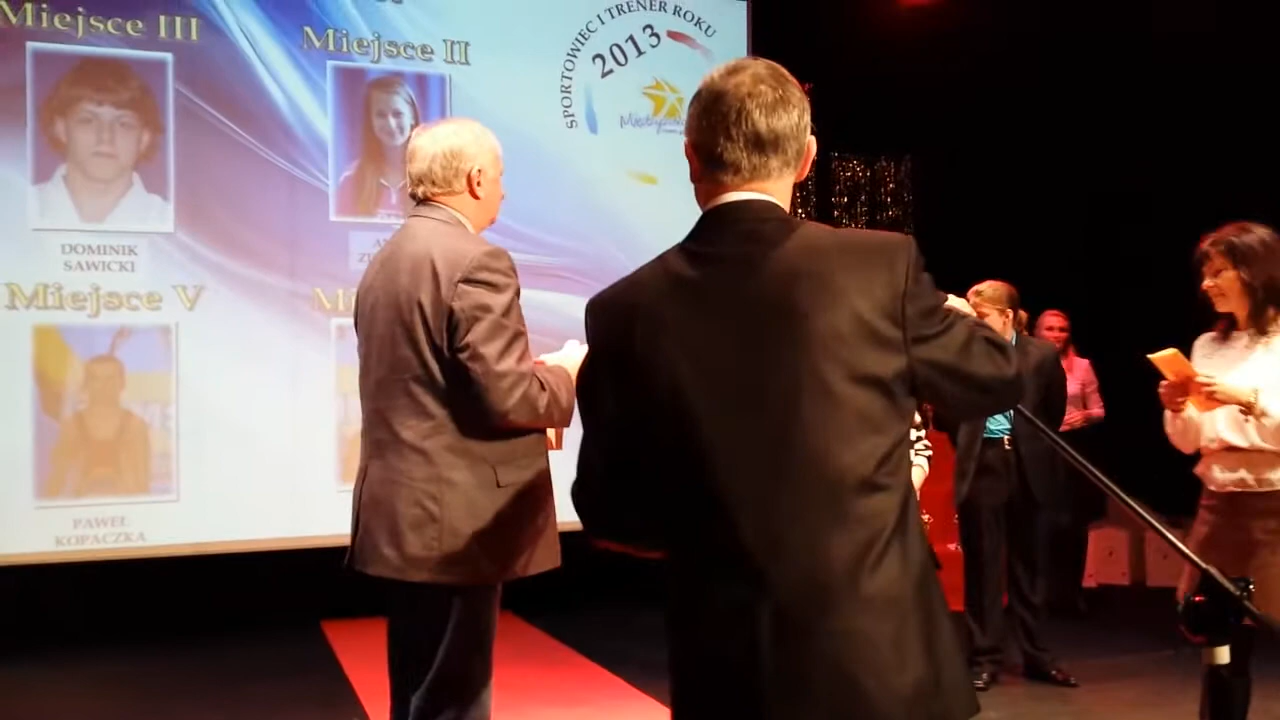 Miejsce III
Miejsce II
SPORTOWIEC I TRENER ROKU
2013
DOMINIK
SAWICKI
Miejsce V
PAWEŁ
KOPACZKA